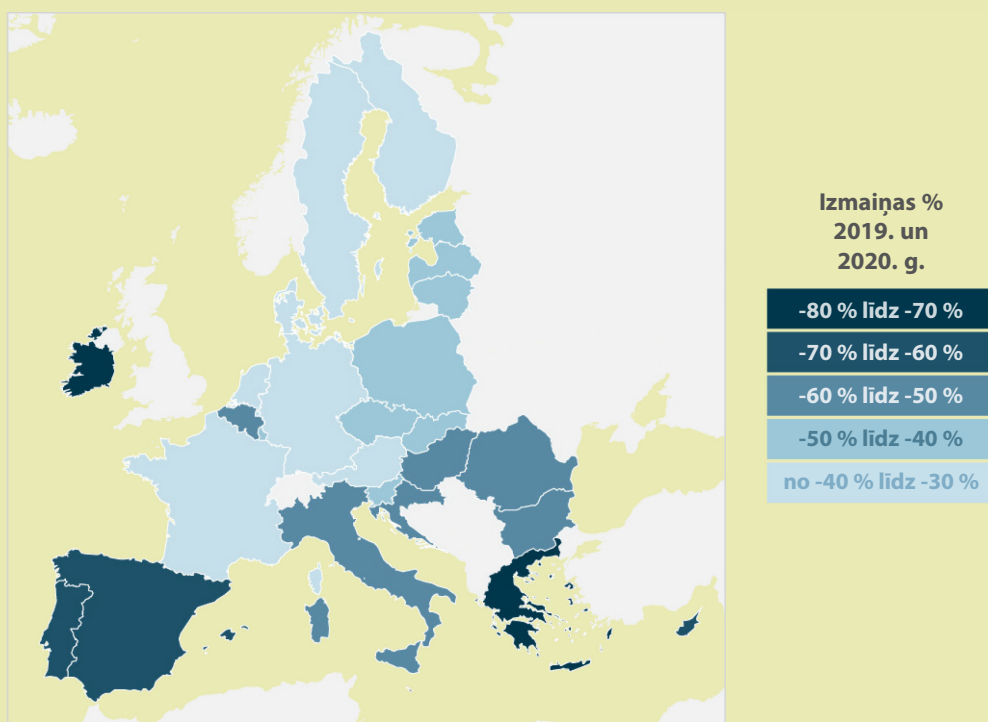 Izmaiņas %
2019. un
2020. g.
-80 % līdz -70 %
-70 % līdz -60 %
-60 % līdz -50 %
-50 % līdz -40 %
no -40 % līdz -30 %